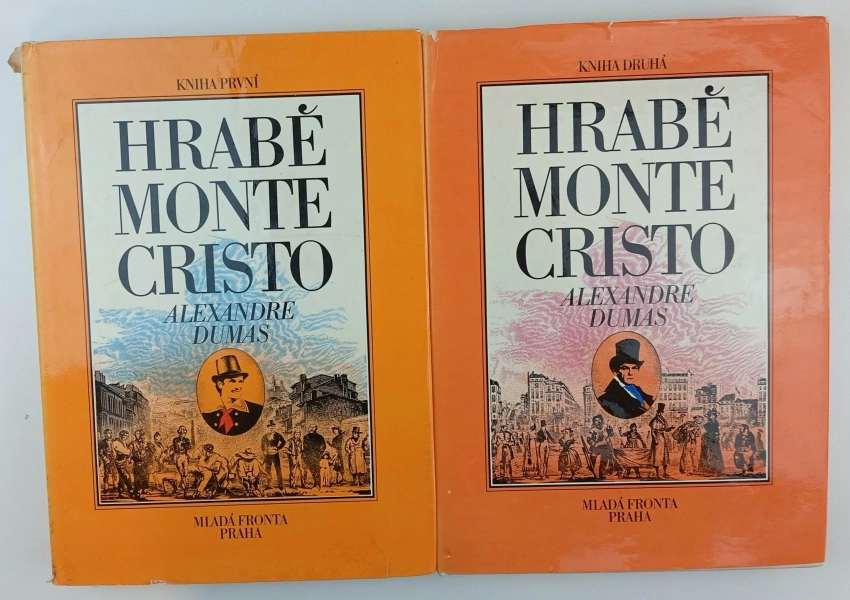 KNIHA PRVNÍ
HRABĚ
MONTE
CRISTO
ALEXANDRE
DUMAS
MLADÁ FRONTA
PRAHA
KNIHA DRUHÁ
HRABĚ
MONTE
CRISTO
ALEXANDRE
DUMAS
MLADÁ FRONTA
PRAHA